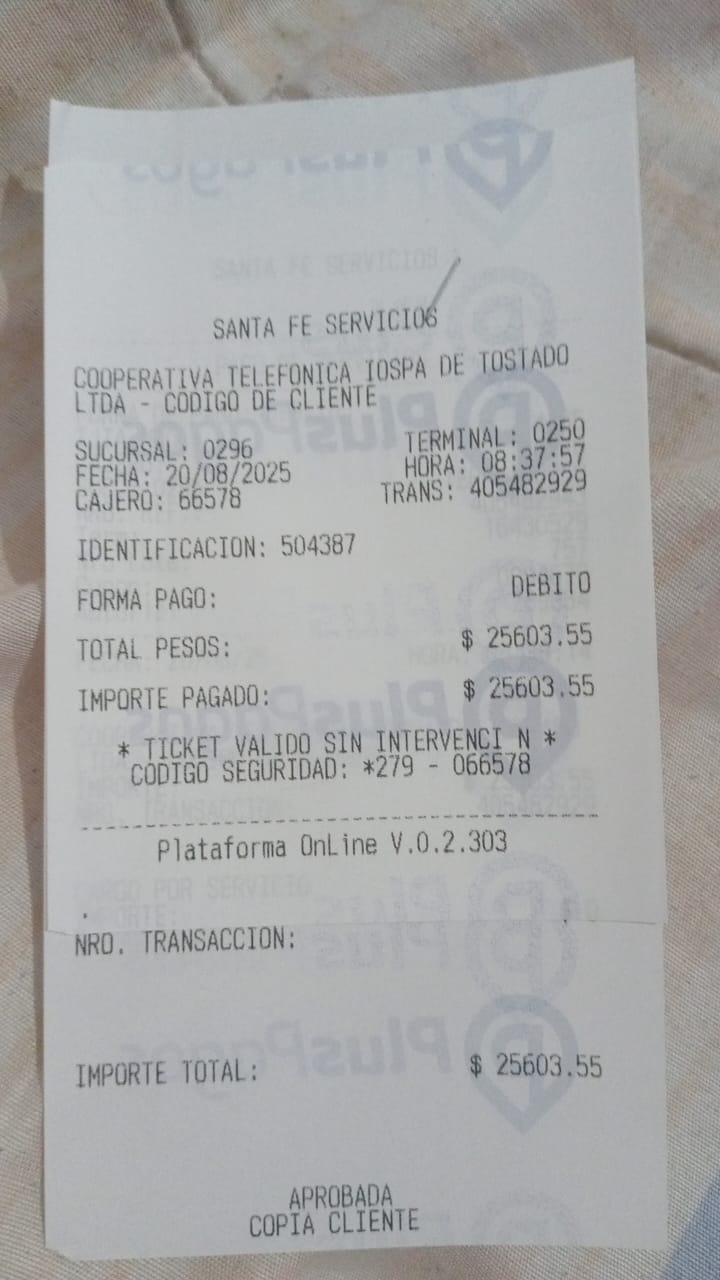 SANTA FE SERVICIOS
COOPERATIVA TELEFONICA IOSPA DE TOSTADO
LTDA - CODIGO DE CLIENTE
SUCURSAL: 0296 TERMINAL: 0250
FECHA: 20/08/2025 HORA: 08:37:57
CAJERO: 66578 TRANS: 405482929
IDENTIFICACION: 504387
FORMA PAGO: DEBITO
TOTAL PESOS: $ 25603.55
IMPORTE PAGADO: $ 25603.55
* TICKET VALIDO SIN INTERVENCI N *
CODIGO SEGURIDAD: *279 - 066578
Plataforma OnLine V.0.2.303
.
NRO. TRANSACCION:
IMPORTE TOTAL: $ 25603.55
APROBADA
COPIA CLIENTE